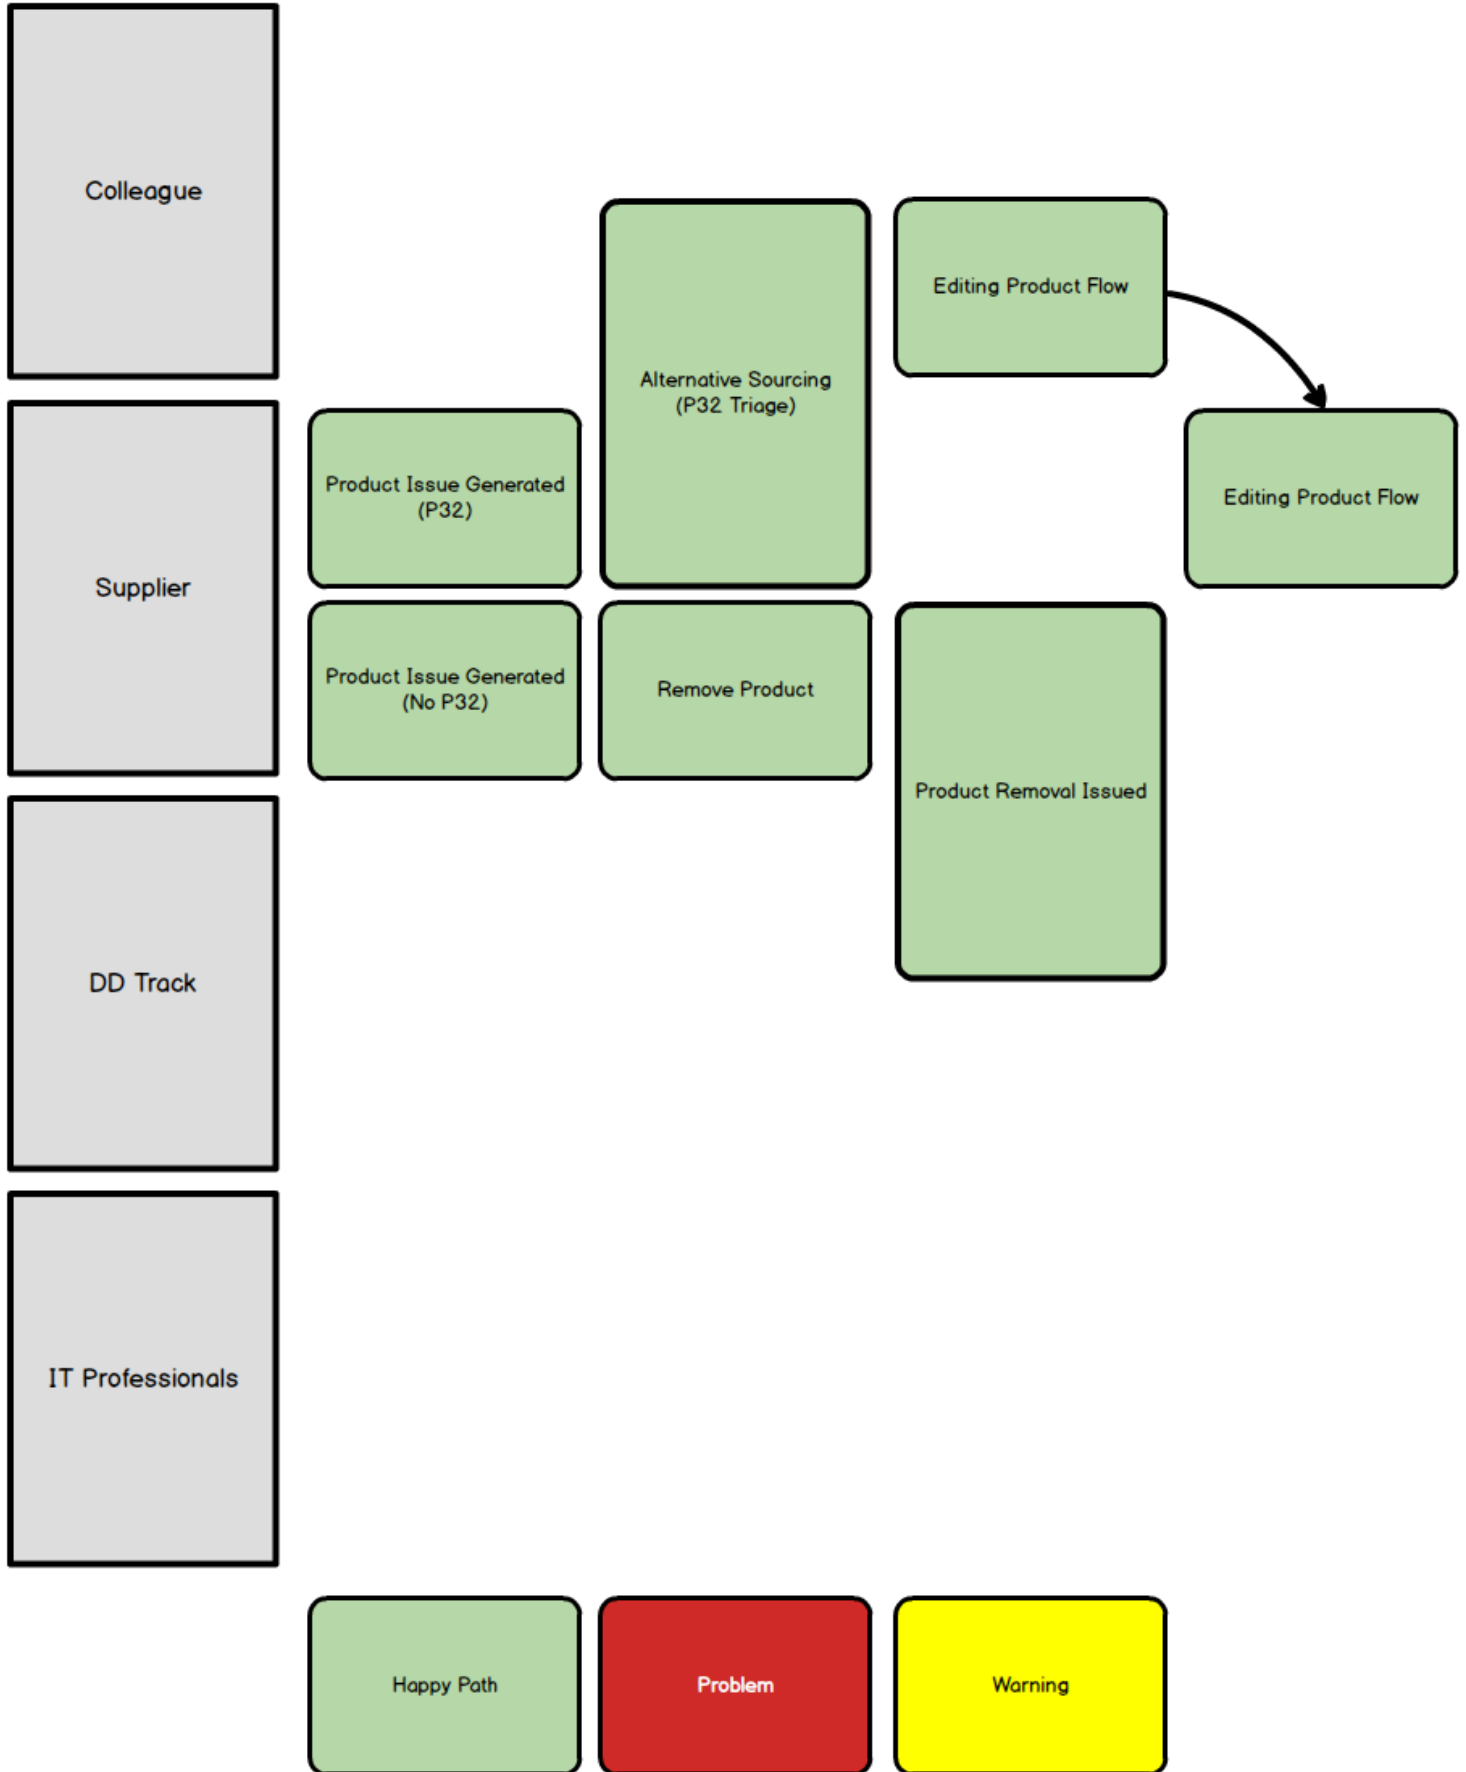 Colleague
Editing Product Flow
Alternative Sourcing
(P32 Triage)
Product Issue Generated
(P32)
Editing Product Flow
Supplier
Product Issue Generated
(No P32)
Remove Product
Product Removal Issued
DD Track
IT Professionals
Happy Path
Problem
Warning